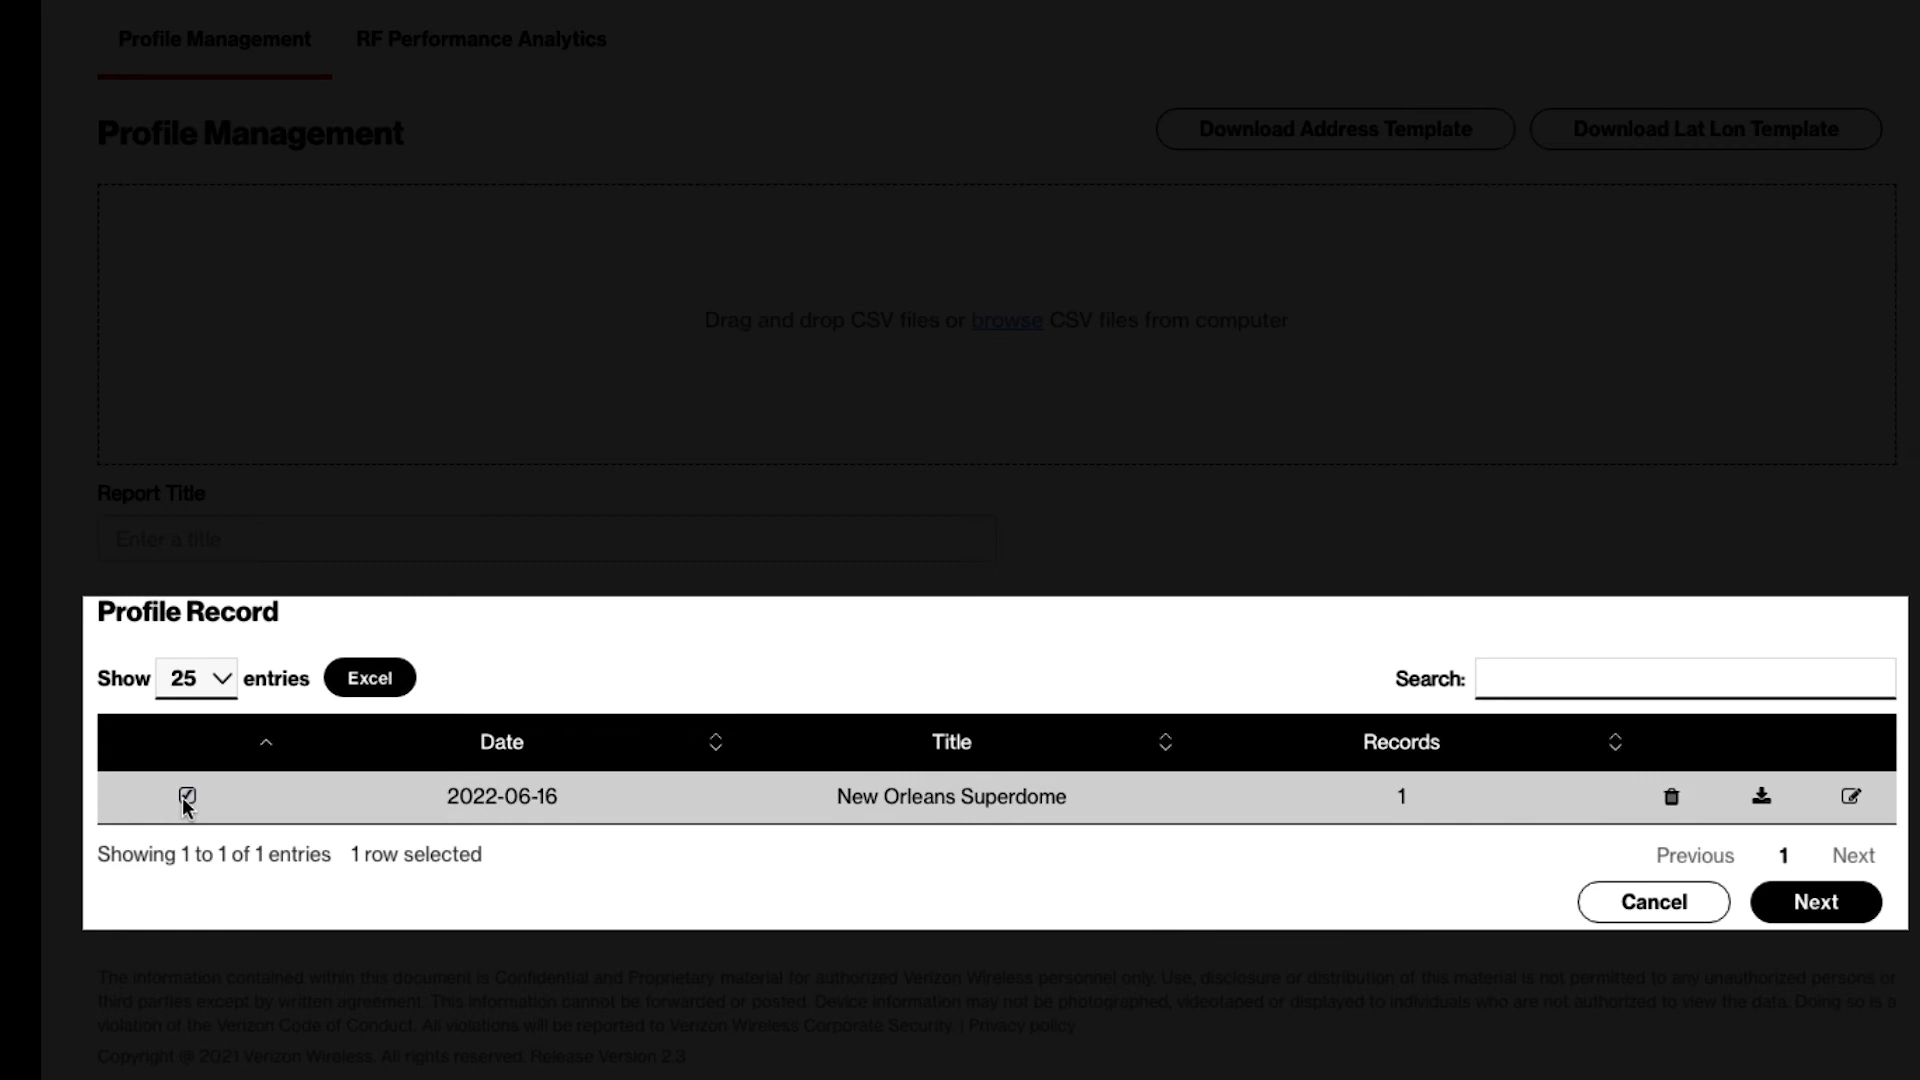 Profile Management RF Performance Analytics
Profile Management Download Address Template Download Lat Lon Template
Drag and drop CSV files or browse CSV files from computer
Report Title
Enter a title
Profile Record
Show 25 entries Excel Search:
Date Title Records
2022-06-16 New Orleans Superdome 1
Showing 1 to 1 of 1 entries 1 row selected Previous 1 Next
Cancel Next
The information contained within this document is Confidential and Proprietary material for authorized Verizon Wireless personnel only. Use, disclosure or distribution of this material is not permitted to any unauthorized persons or
third parties except by written agreement. This information cannot be forwarded or posted. Device information may not be photographed, videotaped or displayed to individuals who are not authorized to view the data. Doing so is a
violation of the Verizon Code of Conduct. All violations will be reported to Verizon Wireless Corporate Security. | Privacy policy
Copyright @ 2021 Verizon Wireless. All rights reserved. Release Version 2.3